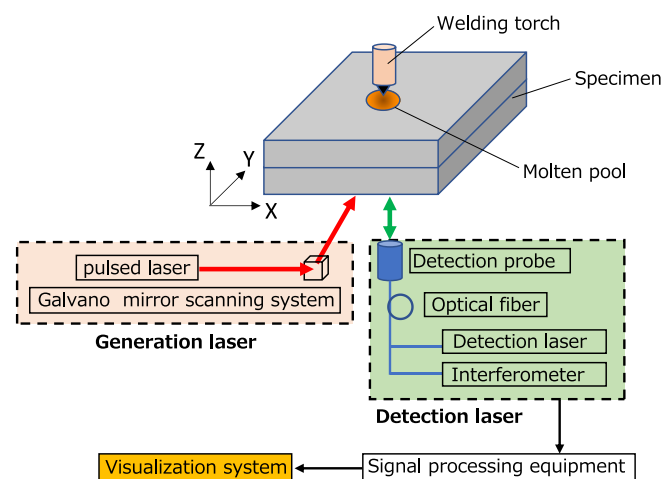 Welding torch
Specimen
Molten pool
Z
Y
X
pulsed laser
Galvano mirror scanning system
Generation laser
Detection probe
Optical fiber
Detection laser
Interferometer
Detection laser
Visualization system
Signal processing equipment